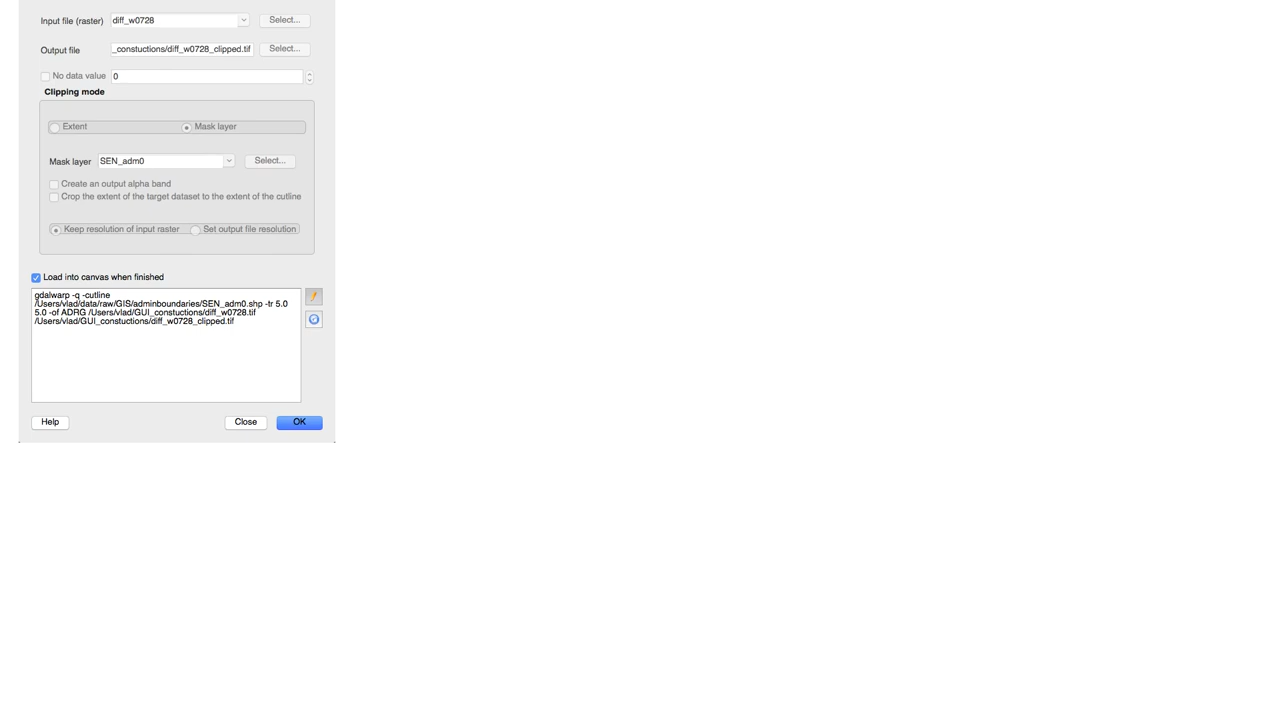 Input file (raster) diff_w0728 Select...
Output file _constuctions/diff_w0728_clipped.tif Select...
No data value 0
Clipping mode
Extent Mask layer
Mask layer SEN_adm0 Select...
Create an output alpha band
Crop the extent of the target dataset to the extent of the cutline
Keep resolution of input raster Set output file resolution
Load into canvas when finished
gdalwarp -q -cutline
/Users/vlad/data/raw/GIS/adminboundaries/SEN_adm0.shp -tr 5.0
5.0 -of ADRG /Users/vlad/GUI_constuctions/diff_w0728.tif
/Users/vlad/GUI_constuctions/diff_w0728_clipped.tif
Help Close OK